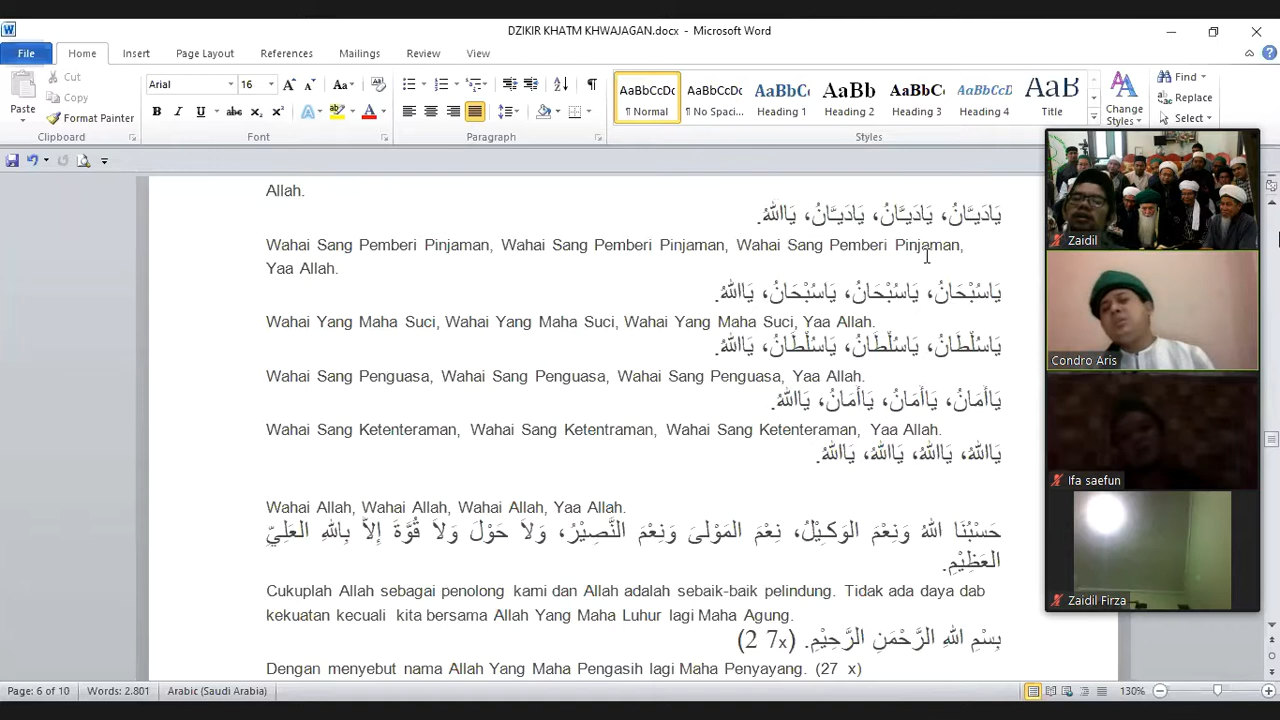 DZIKIR KHATM KHWAJAGAN.docx - Microsoft Word
File Home Insert Page Layout References Mailings Review View
Paste
Cut
Copy
Format Painter
Clipboard
Arial 16
Font
Paragraph
AaBbCcDc AaBbCcDc AaBbC AaBb AaBbCc AaBbCcD AaB
¶ Normal ¶ No Spaci... Heading 1 Heading 2 Heading 3 Heading 4 Title
Styles
Change Styles
Find
Replace
Select
Allah.
يَادَيَّانُ، يَادَيَّانُ، يَادَيَّانُ، يَااللهُ.
Wahai Sang Pemberi Pinjaman, Wahai Sang Pemberi Pinjaman, Wahai Sang Pemberi Pinjaman,
Yaa Allah.
يَاسُبْحَانُ، يَاسُبْحَانُ، يَاسُبْحَانُ، يَااللهُ.
Wahai Yang Maha Suci, Wahai Yang Maha Suci, Wahai Yang Maha Suci, Yaa Allah.
يَاسُلْطَانُ، يَاسُلْطَانُ، يَاسُلْطَانُ، يَااللهُ.
Wahai Sang Penguasa, Wahai Sang Penguasa, Wahai Sang Penguasa, Yaa Allah.
يَاأَمَانُ، يَاأَمَانُ، يَاأَمَانُ، يَااللهُ.
Wahai Sang Ketenteraman, Wahai Sang Ketentraman, Wahai Sang Ketenteraman, Yaa Allah.
يَااللهُ، يَااللهُ، يَااللهُ، يَااللهُ.
Wahai Allah, Wahai Allah, Wahai Allah, Yaa Allah.
حَسْبُنَا اللهُ وَنِعْمَ الوَكِيْلُ، نِعْمَ المَوْلىَ وَنِعْمَ النَّصِيْرُ، وَلاَ حَوْلَ وَلاَ قُوَّةَ إِلاَّ بِاللهِ العَلِيِّ
العَظِيْمِ.
Cukuplah Allah sebagai penolong kami dan Allah adalah sebaik-baik pelindung. Tidak ada daya dab
kekuatan kecuali kita bersama Allah Yang Maha Luhur lagi Maha Agung.
بِسْمِ اللهِ الرَّحْمَنِ الرَّحِيْمِ. (2 7x)
Dengan menyebut nama Allah Yang Maha Pengasih lagi Maha Penyayang. (27 x)
Zaidil
Condro Aris
Ifa saefun
Zaidil Firza
Page: 6 of 10 Words: 2.801 Arabic (Saudi Arabia) 130%